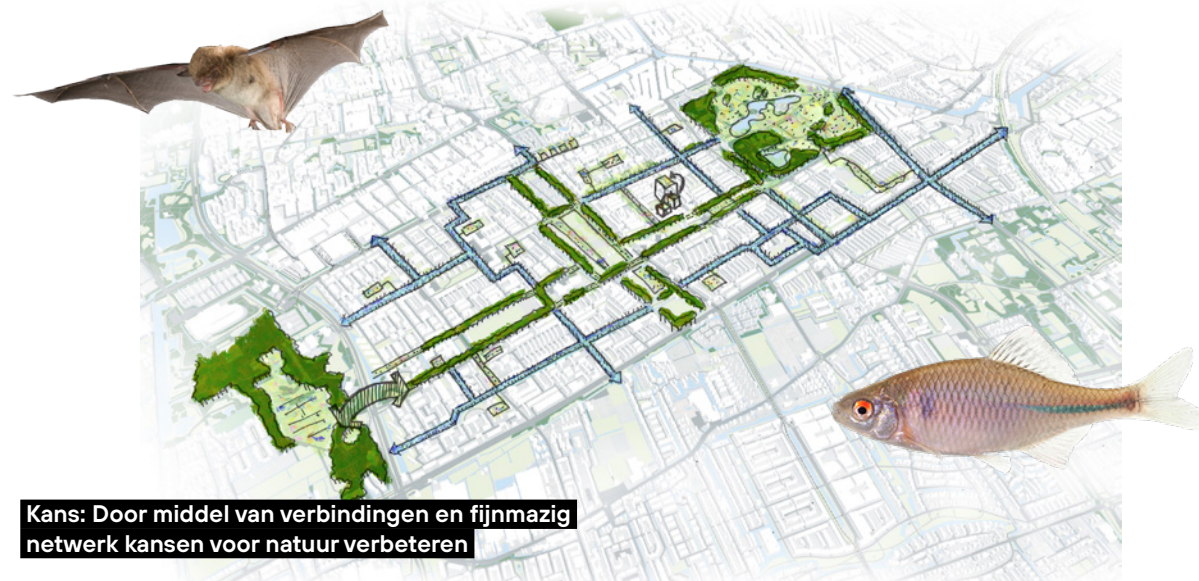 Kans: Door middel van verbindingen en fijnmazig
netwerk kansen voor natuur verbeteren